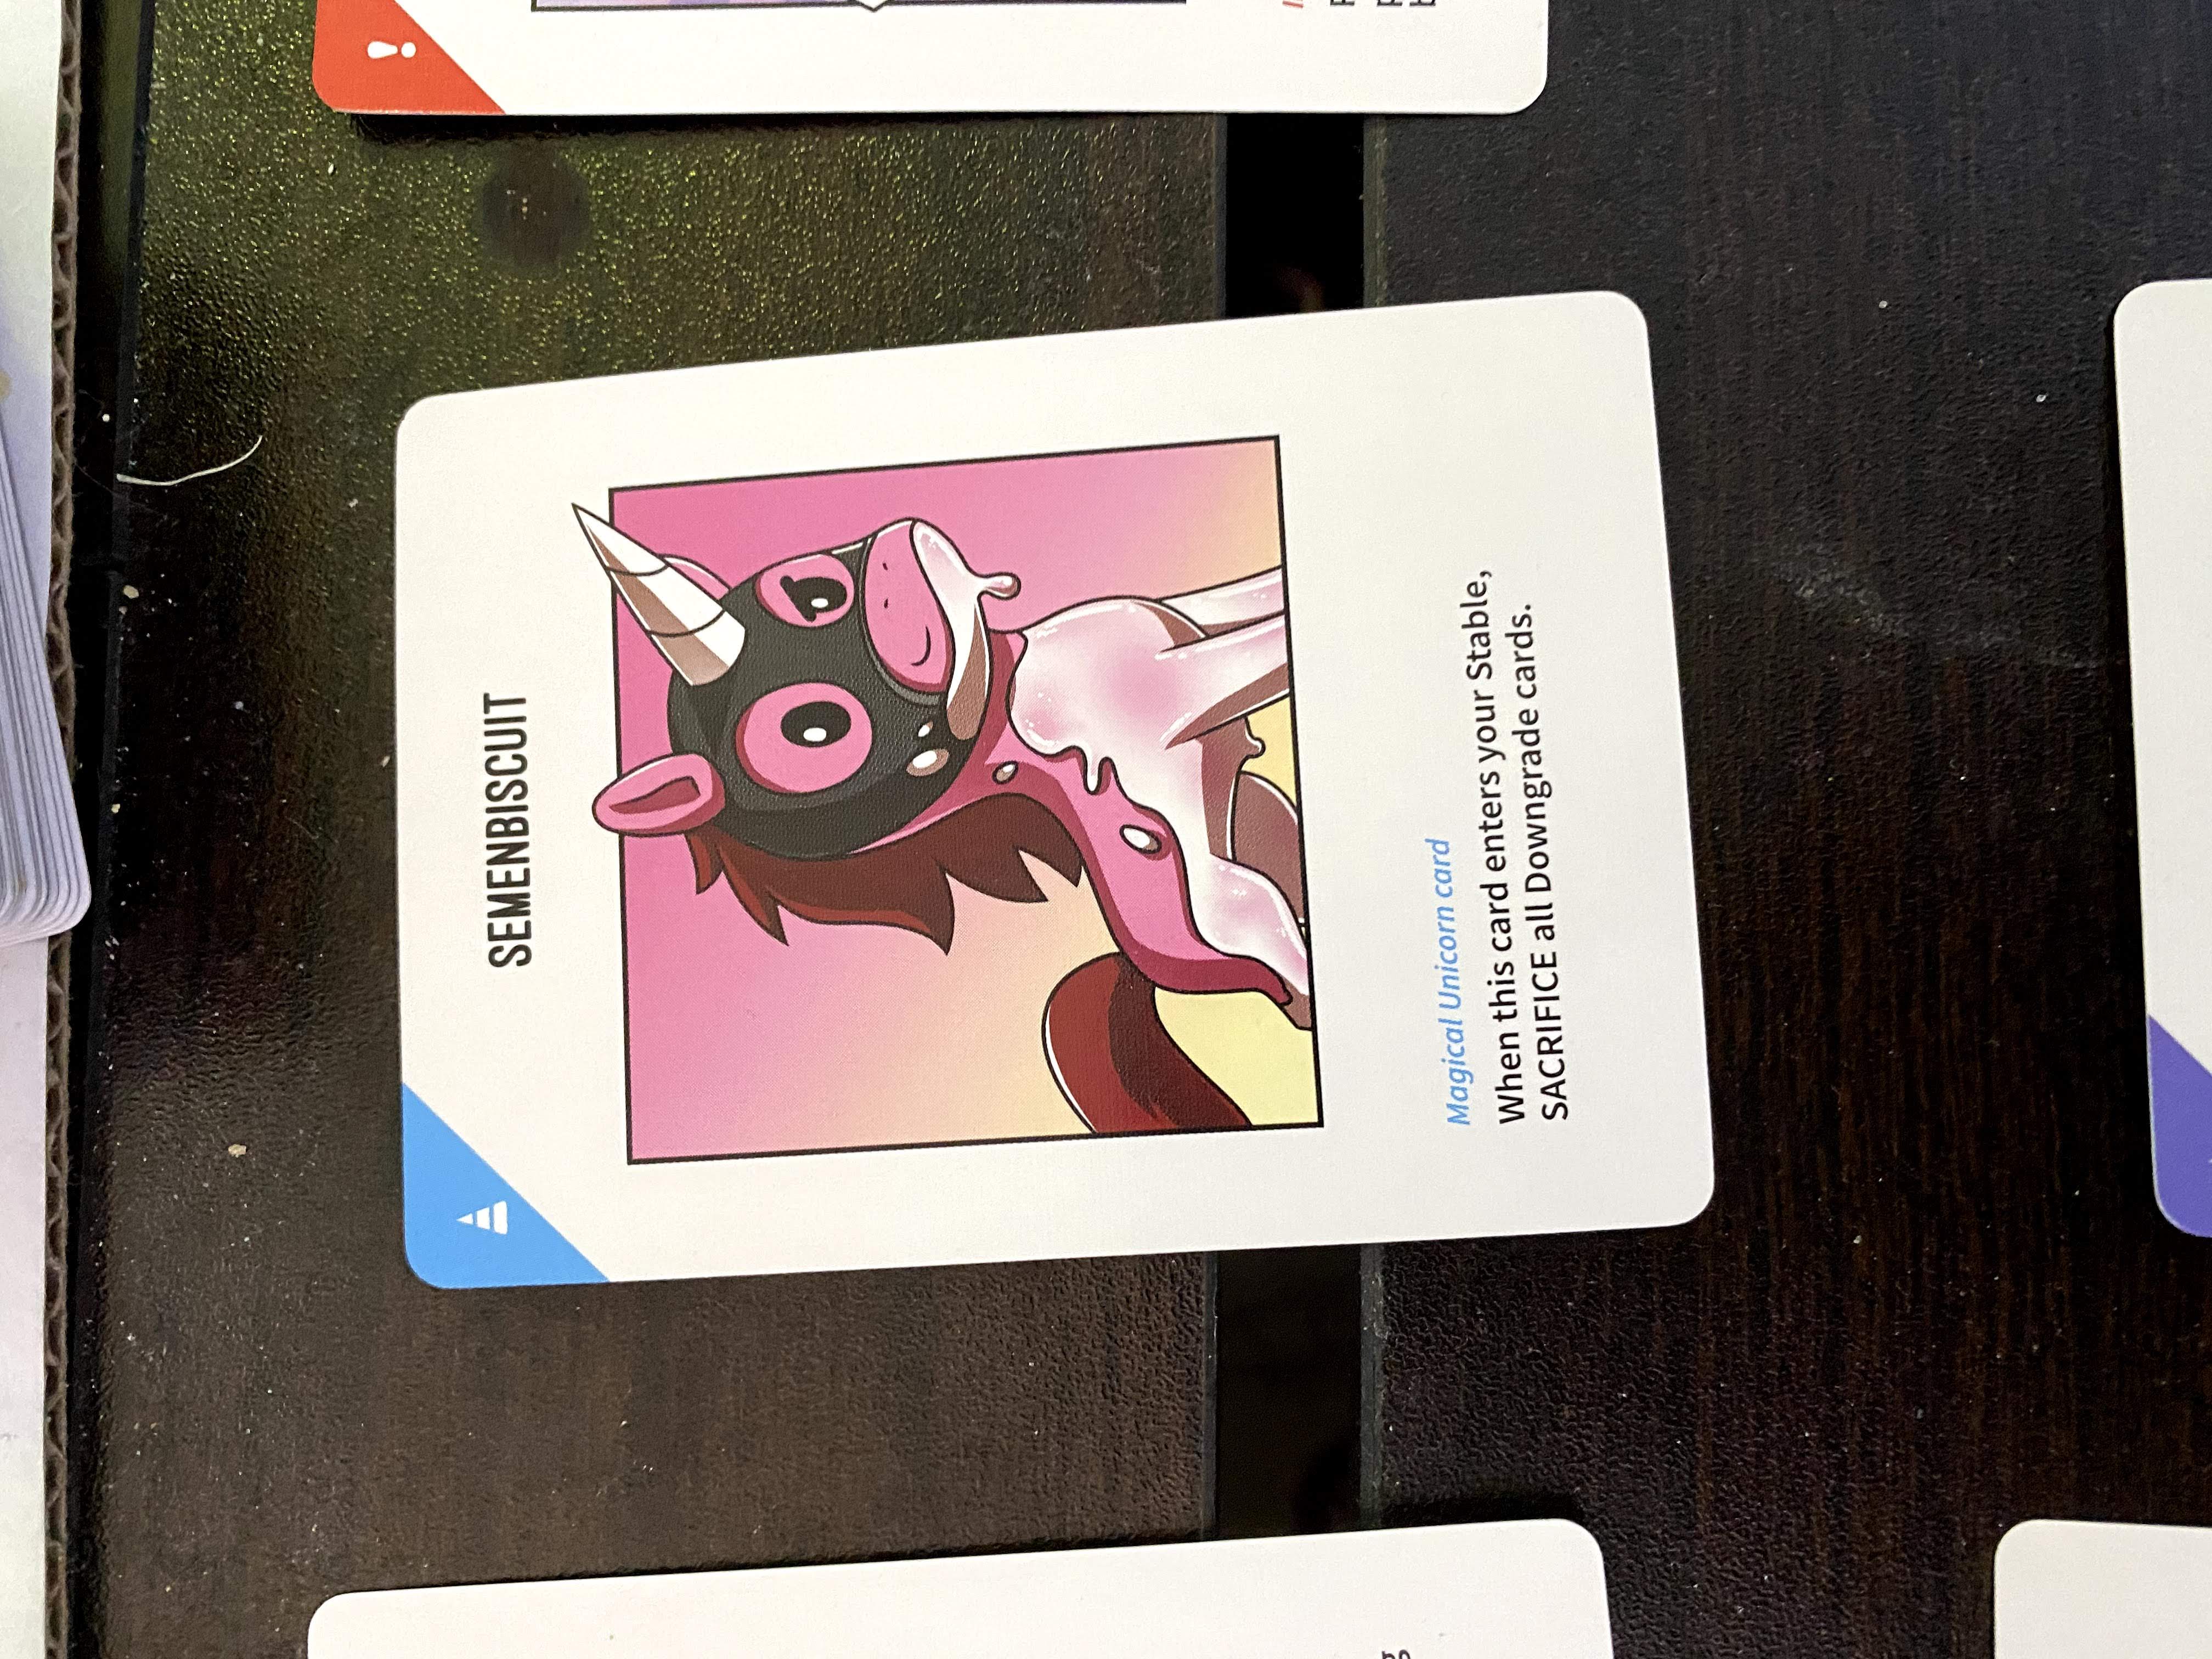 SEMENBISCUIT
!
Magical Unicorn card
When this card enters your Stable,
SACRIFICE all Downgrade cards.